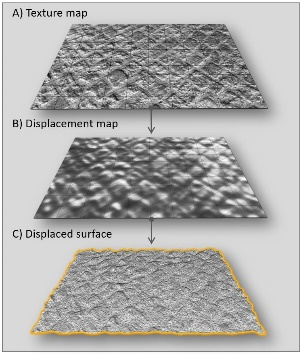 A) Texture map
B) Displacement map
C) Displaced surface